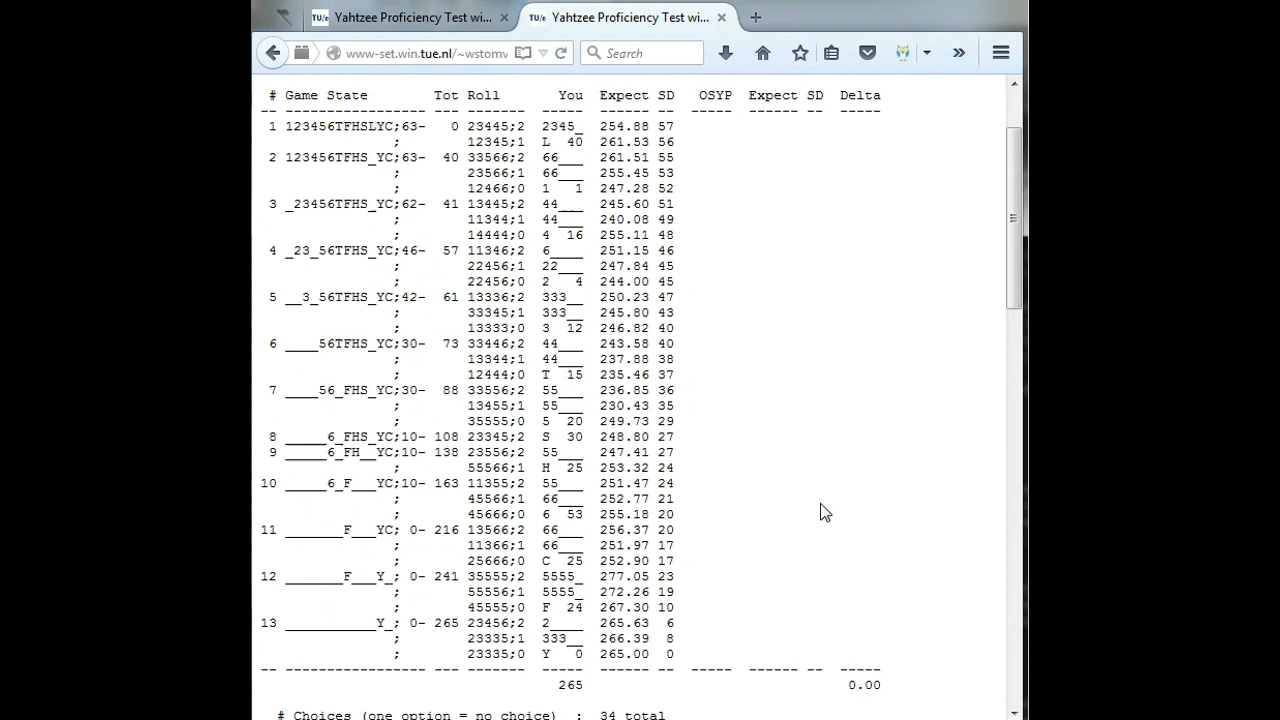 Yahtzee Proficiency Test wi... Yahtzee Proficiency Test wi...
www-set.win.tue.nl/~wstomv Search
# Game State Tot Roll You Expect SD OSYP Expect SD Delta
-- ----------------- --- ------- ----- ------ -- ----- ------ -- -----
1 123456TFHSLYC;63- 0 23445;2 2345_ 254.88 57
; 12345;1 L 40 261.53 56
2 123456TFHS_YC;63- 40 33566;2 66___ 261.51 55
; 23566;1 66___ 255.45 53
; 12466;0 1 1 247.28 52
3 _23456TFHS_YC;62- 41 13445;2 44___ 245.60 51
; 11344;1 44___ 240.08 49
; 14444;0 4 16 255.11 48
4 _23_56TFHS_YC;46- 57 11346;2 6____ 251.15 46
; 22456;1 22___ 247.84 45
; 22456;0 2 4 244.00 45
5 __3_56TFHS_YC;42- 61 13336;2 333__ 250.23 47
; 33345;1 333__ 245.80 43
; 13333;0 3 12 246.82 40
6 ____56TFHS_YC;30- 73 33446;2 44___ 243.58 40
; 13344;1 44___ 237.88 38
; 12444;0 T 15 235.46 37
7 ____56_FHS_YC;30- 88 33556;2 55___ 236.85 36
; 13455;1 55___ 230.43 35
; 35555;0 5 20 249.73 29
8 _____6_FHS_YC;10- 108 23345;2 S 30 248.80 27
9 _____6_FH__YC;10- 138 23556;2 55___ 247.41 27
; 55566;1 H 25 253.32 24
10 _____6_F___YC;10- 163 11355;2 55___ 251.47 24
; 45566;1 66___ 252.77 21
; 45666;0 6 53 255.18 20
11 _______F___YC; 0- 216 13566;2 66___ 256.37 20
; 11366;1 66___ 251.97 17
; 25666;0 C 25 252.90 17
12 _______F___Y_; 0- 241 35555;2 5555_ 277.05 23
; 55556;1 5555_ 272.26 19
; 45555;0 F 24 267.30 10
13 ___________Y_; 0- 265 23456;2 2____ 265.63 6
; 23335;1 333__ 266.39 8
; 23335;0 Y 0 265.00 0
-- ----------------- --- ------- ----- ------ -- ----- ------ -- -----
265 0.00
# Choices (one option = no choice) : 34 total